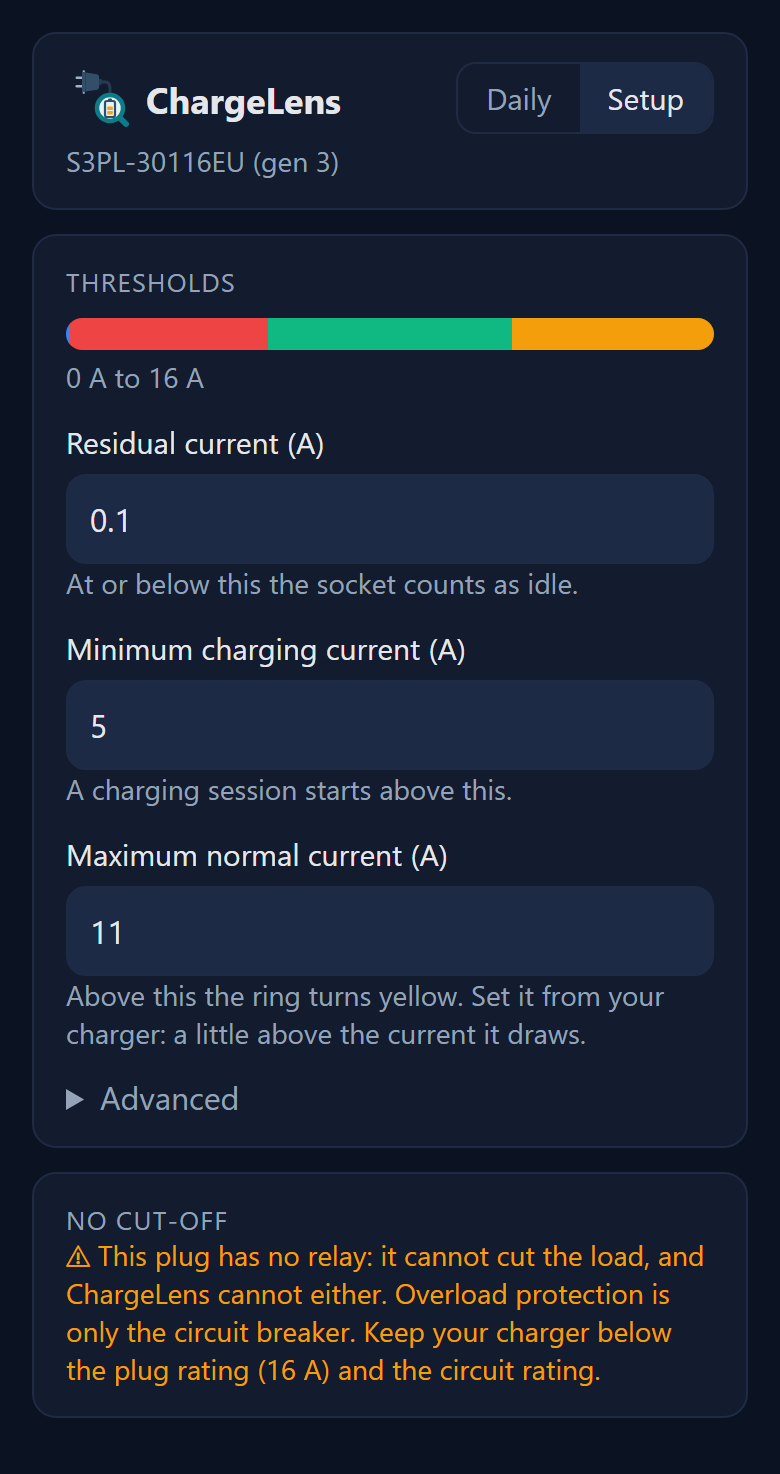 ChargeLens
Daily
Setup
S3PL-30116EU (gen 3)
THRESHOLDS
0 A to 16 A
Residual current (A)
0.1
At or below this the socket counts as idle.
Minimum charging current (A)
5
A charging session starts above this.
Maximum normal current (A)
11
Above this the ring turns yellow. Set it from your
charger: a little above the current it draws.
▶ Advanced
NO CUT-OFF
⚠ This plug has no relay: it cannot cut the load, and
ChargeLens cannot either. Overload protection is
only the circuit breaker. Keep your charger below
the plug rating (16 A) and the circuit rating.